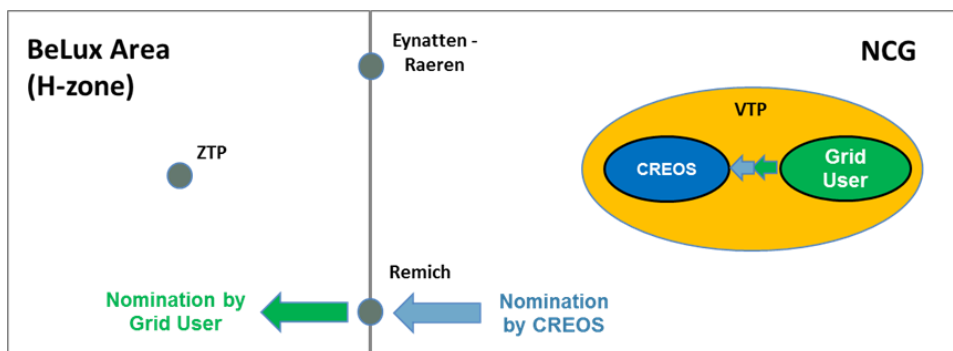 BeLux Area
(H-zone)
Eynatten -
Raeren
NCG
ZTP
VTP
CREOS
Grid
User
Remich
Nomination by
Grid User
Nomination
by CREOS